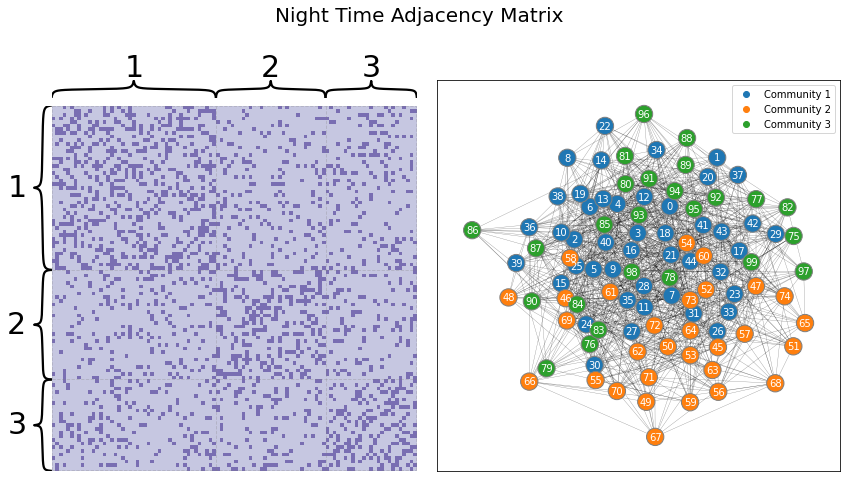 Night Time Adjacency Matrix
1 2 3
1
2
3
Community 1
Community 2
Community 3
96
22
88
34
8 14 81 1
89
20 37
80 91
94
38 19 13 12 92 77
6 4 0 95 82
93
36 85 41 42
10 3 18 43 29 75
86
2 40 54
87 16 17
58 21 60
39 25 5 9 44 99
98 78 32 97
15 61 28 52 47
48 90 46 84 35 7 73 23 74
11 31 33
69 24 83 72 64 26 57 65
27
76 62 50 53 45 51
79 30 63
66 55 71 68
70 56
49 59
67